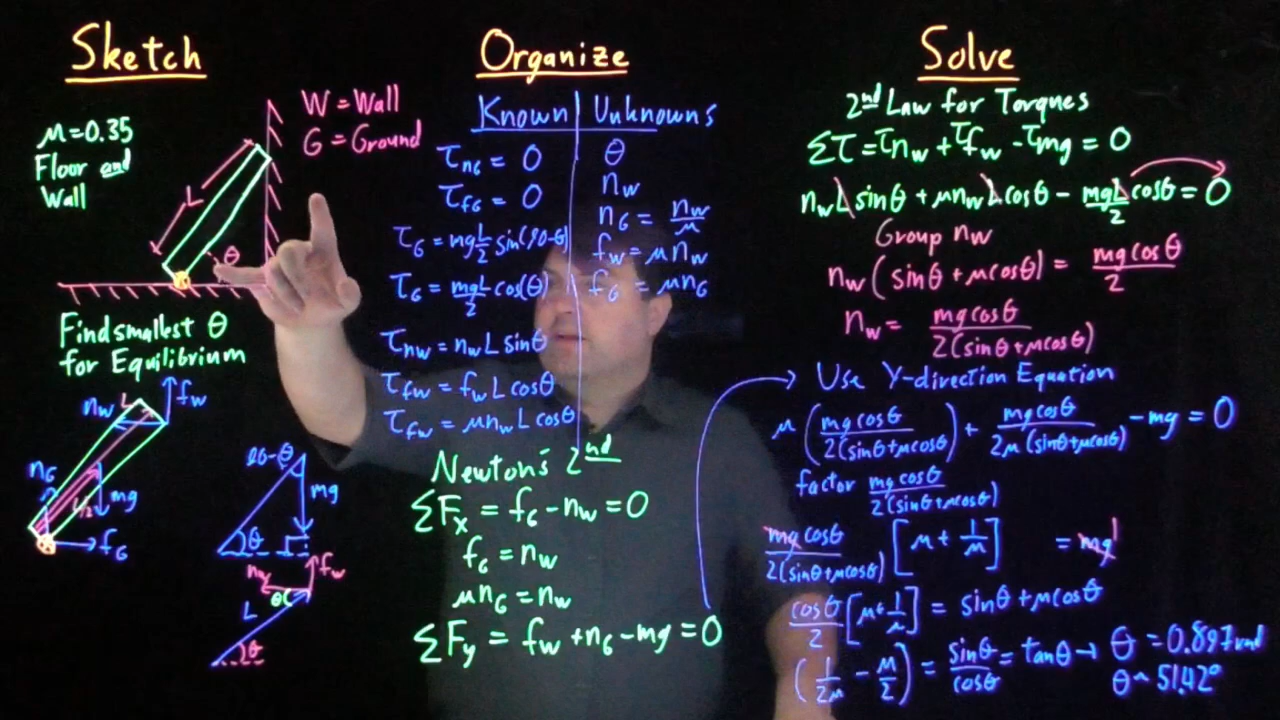 Sketch
μ=0.35
Floor and
Wall
W = Wall
G = Ground
L
θ
Find smallest θ
for Equilibrium
n_w L f_w
n_G
L/2 mg
f_G
90-θ
mg
θ
n_w f_w
θ
L
θ
Organize
Known Unknowns
τ_nG = 0
τ_fG = 0
τ_G = mg L/2 sin(90-θ)
τ_G = mgL/2 cos(θ)
τ_nw = n_w L sinθ
τ_fw = f_w L cosθ
τ_fw = μn_w L cosθ
θ
n_w
n_G = n_w/μ
f_w = μn_w
f_G = μn_G
Newton's 2nd
ΣF_x = f_G - n_w = 0
f_G = n_w
μn_G = n_w
ΣF_y = f_w + n_G - mg = 0
Solve
2nd Law for Torques
Στ = τ_nw + τ_fw - τ_mg = 0
n_w L sinθ + μn_w L cosθ - mgL/2 cosθ = 0
Group n_w
n_w (sinθ + μcosθ) = mg cosθ/2
n_w = mg cosθ/2(sinθ+μcosθ)
Use Y-direction Equation
μ (mg cosθ/2(sinθ+μcosθ)) + mg cosθ/2μ(sinθ+μcosθ) - mg = 0
factor mg cosθ/2(sinθ+μcosθ)
mg cosθ/2(sinθ+μcosθ) [μ + 1/μ] = mg 1
cosθ/2 [μ+1/μ] = sinθ + μcosθ
(1/2μ - μ/2) = sinθ/cosθ = tanθ → θ = 0.897 rad
θ ~ 51.42°